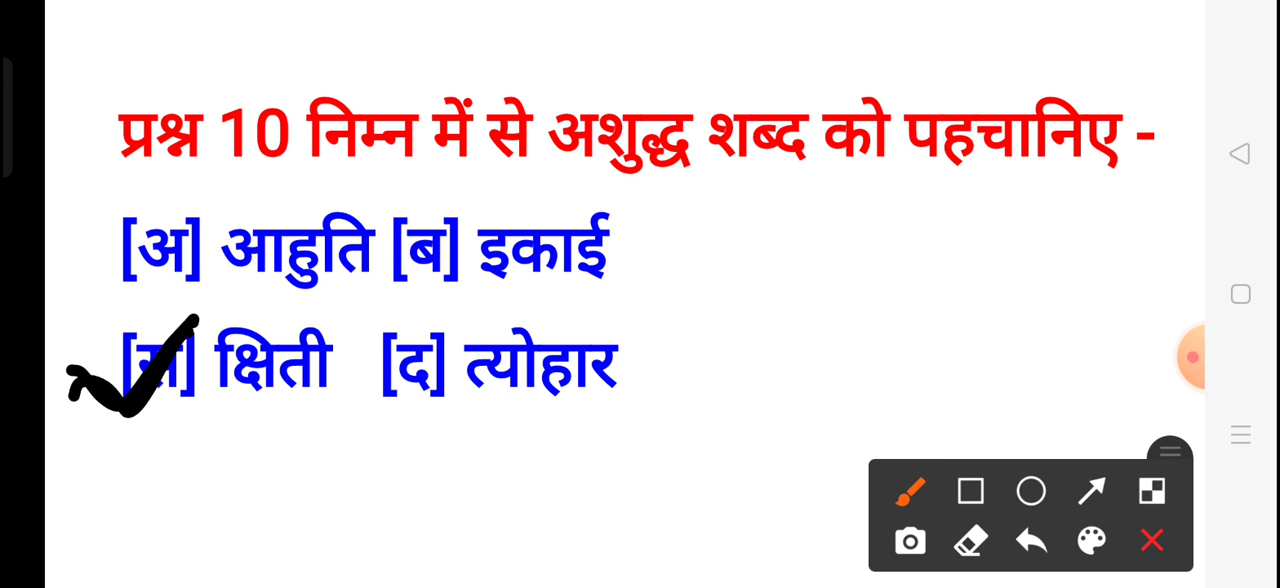 प्रश्न 10 निम्न में से अशुद्ध शब्द को पहचानिए -
[अ] आहुति [ब] इकाई
[स] क्षिती [द] त्योहार